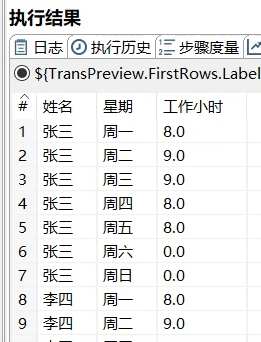 执行结果
日志 执行历史 步骤度量
${TransPreview.FirstRows.Label
# 姓名 星期 工作小时
1 张三 周一 8.0
2 张三 周二 9.0
3 张三 周三 9.0
4 张三 周四 8.0
5 张三 周五 8.0
6 张三 周六 0.0
7 张三 周日 0.0
8 李四 周一 8.0
9 李四 周二 9.0